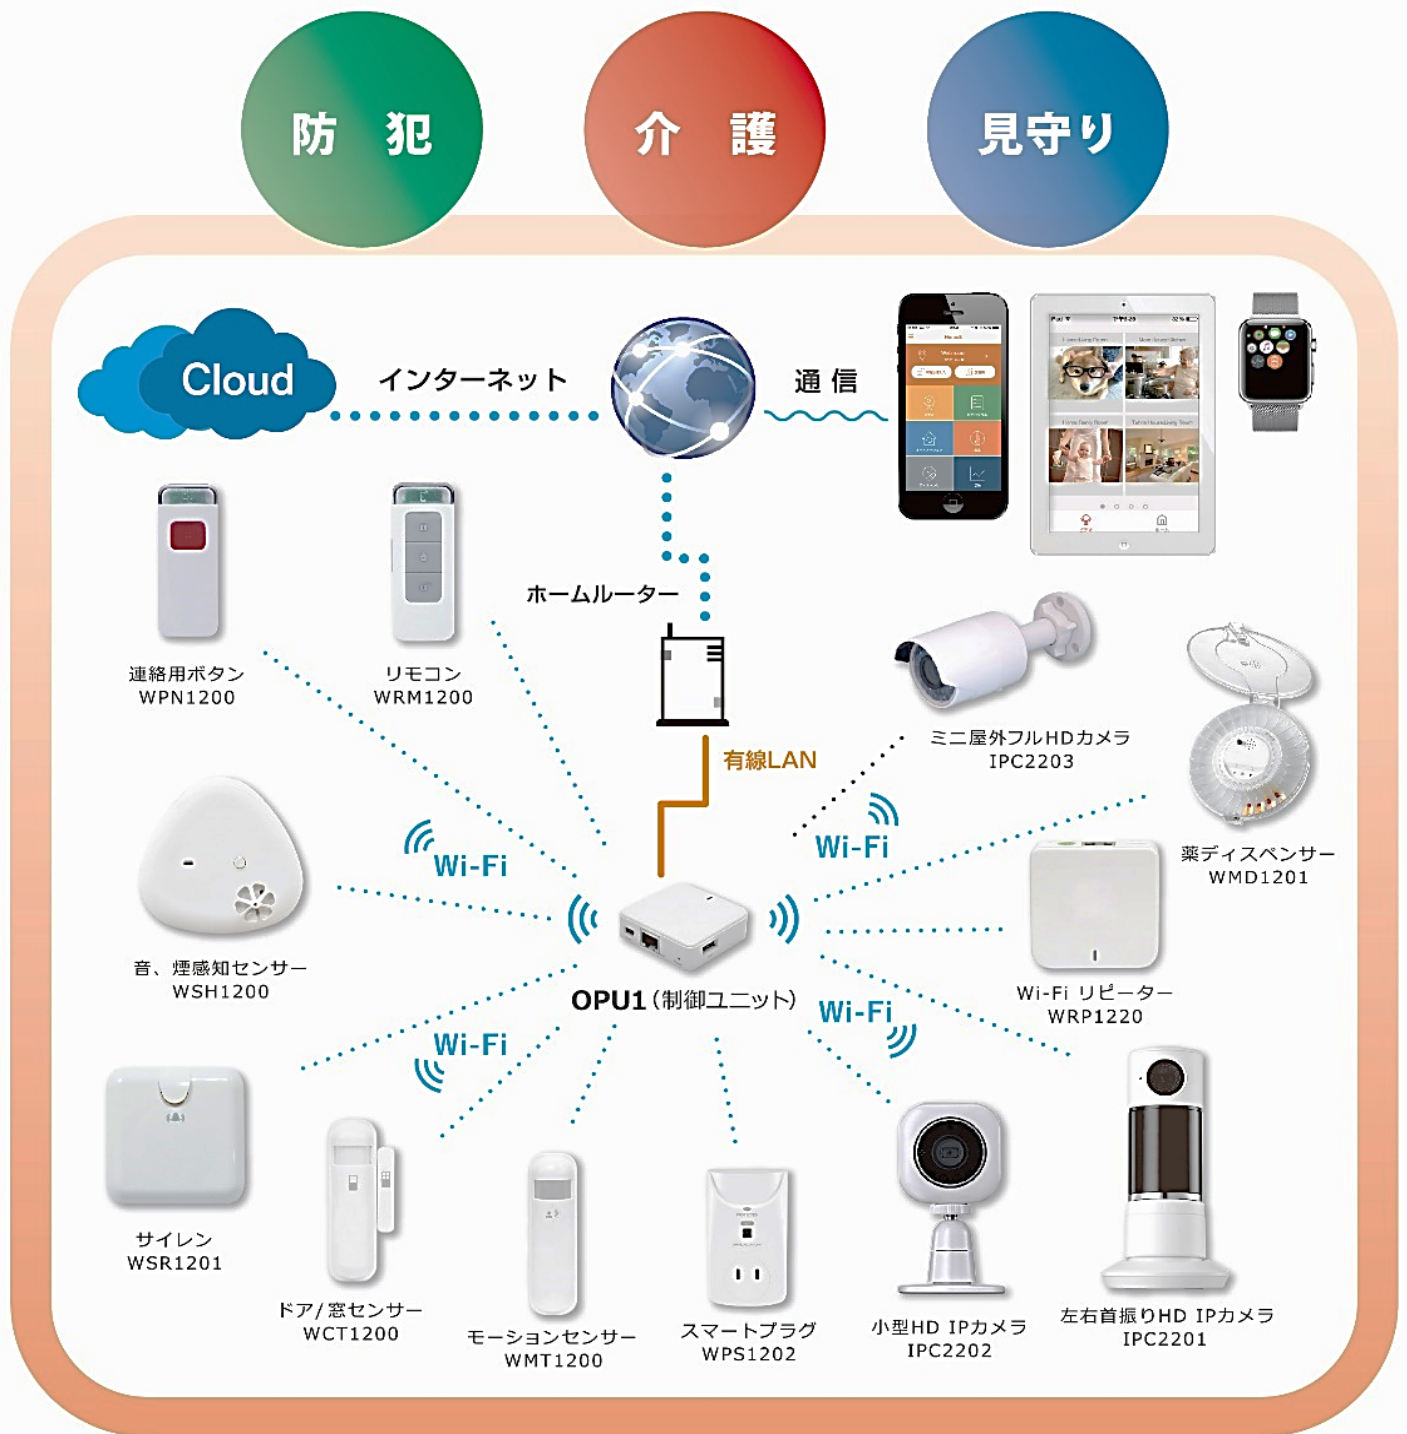 防 犯
介 護
見守り
Cloud
インターネット
通 信
ホームルーター
連絡用ボタン
WPN1200
リモコン
WRM1200
有線LAN
ミニ屋外フルHDカメラ
IPC2203
薬ディスペンサー
WMD1201
Wi-Fi
Wi-Fi
音、煙感知センサー
WSH1200
OPU1(制御ユニット)
Wi-Fi リピーター
WRP1220
Wi-Fi
Wi-Fi
サイレン
WSR1201
ドア/窓センサー
WCT1200
モーションセンサー
WMT1200
スマートプラグ
WPS1202
小型HD IPカメラ
IPC2202
左右首振りHD IPカメラ
IPC2201